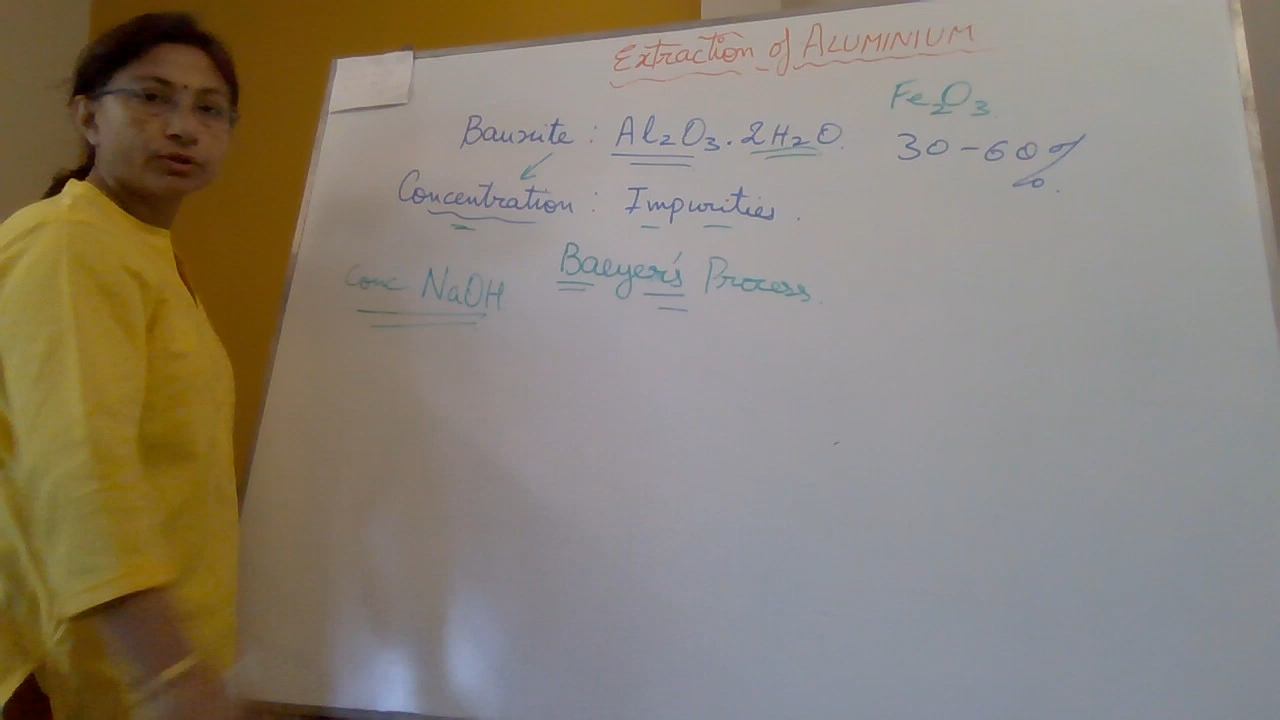 Extraction of ALUMINIUM
Fe2O3
Bauxite : Al2O3.2H2O. 30-60%.
Concentration : Impurities.
Conc NaOH Baeyer's Process.